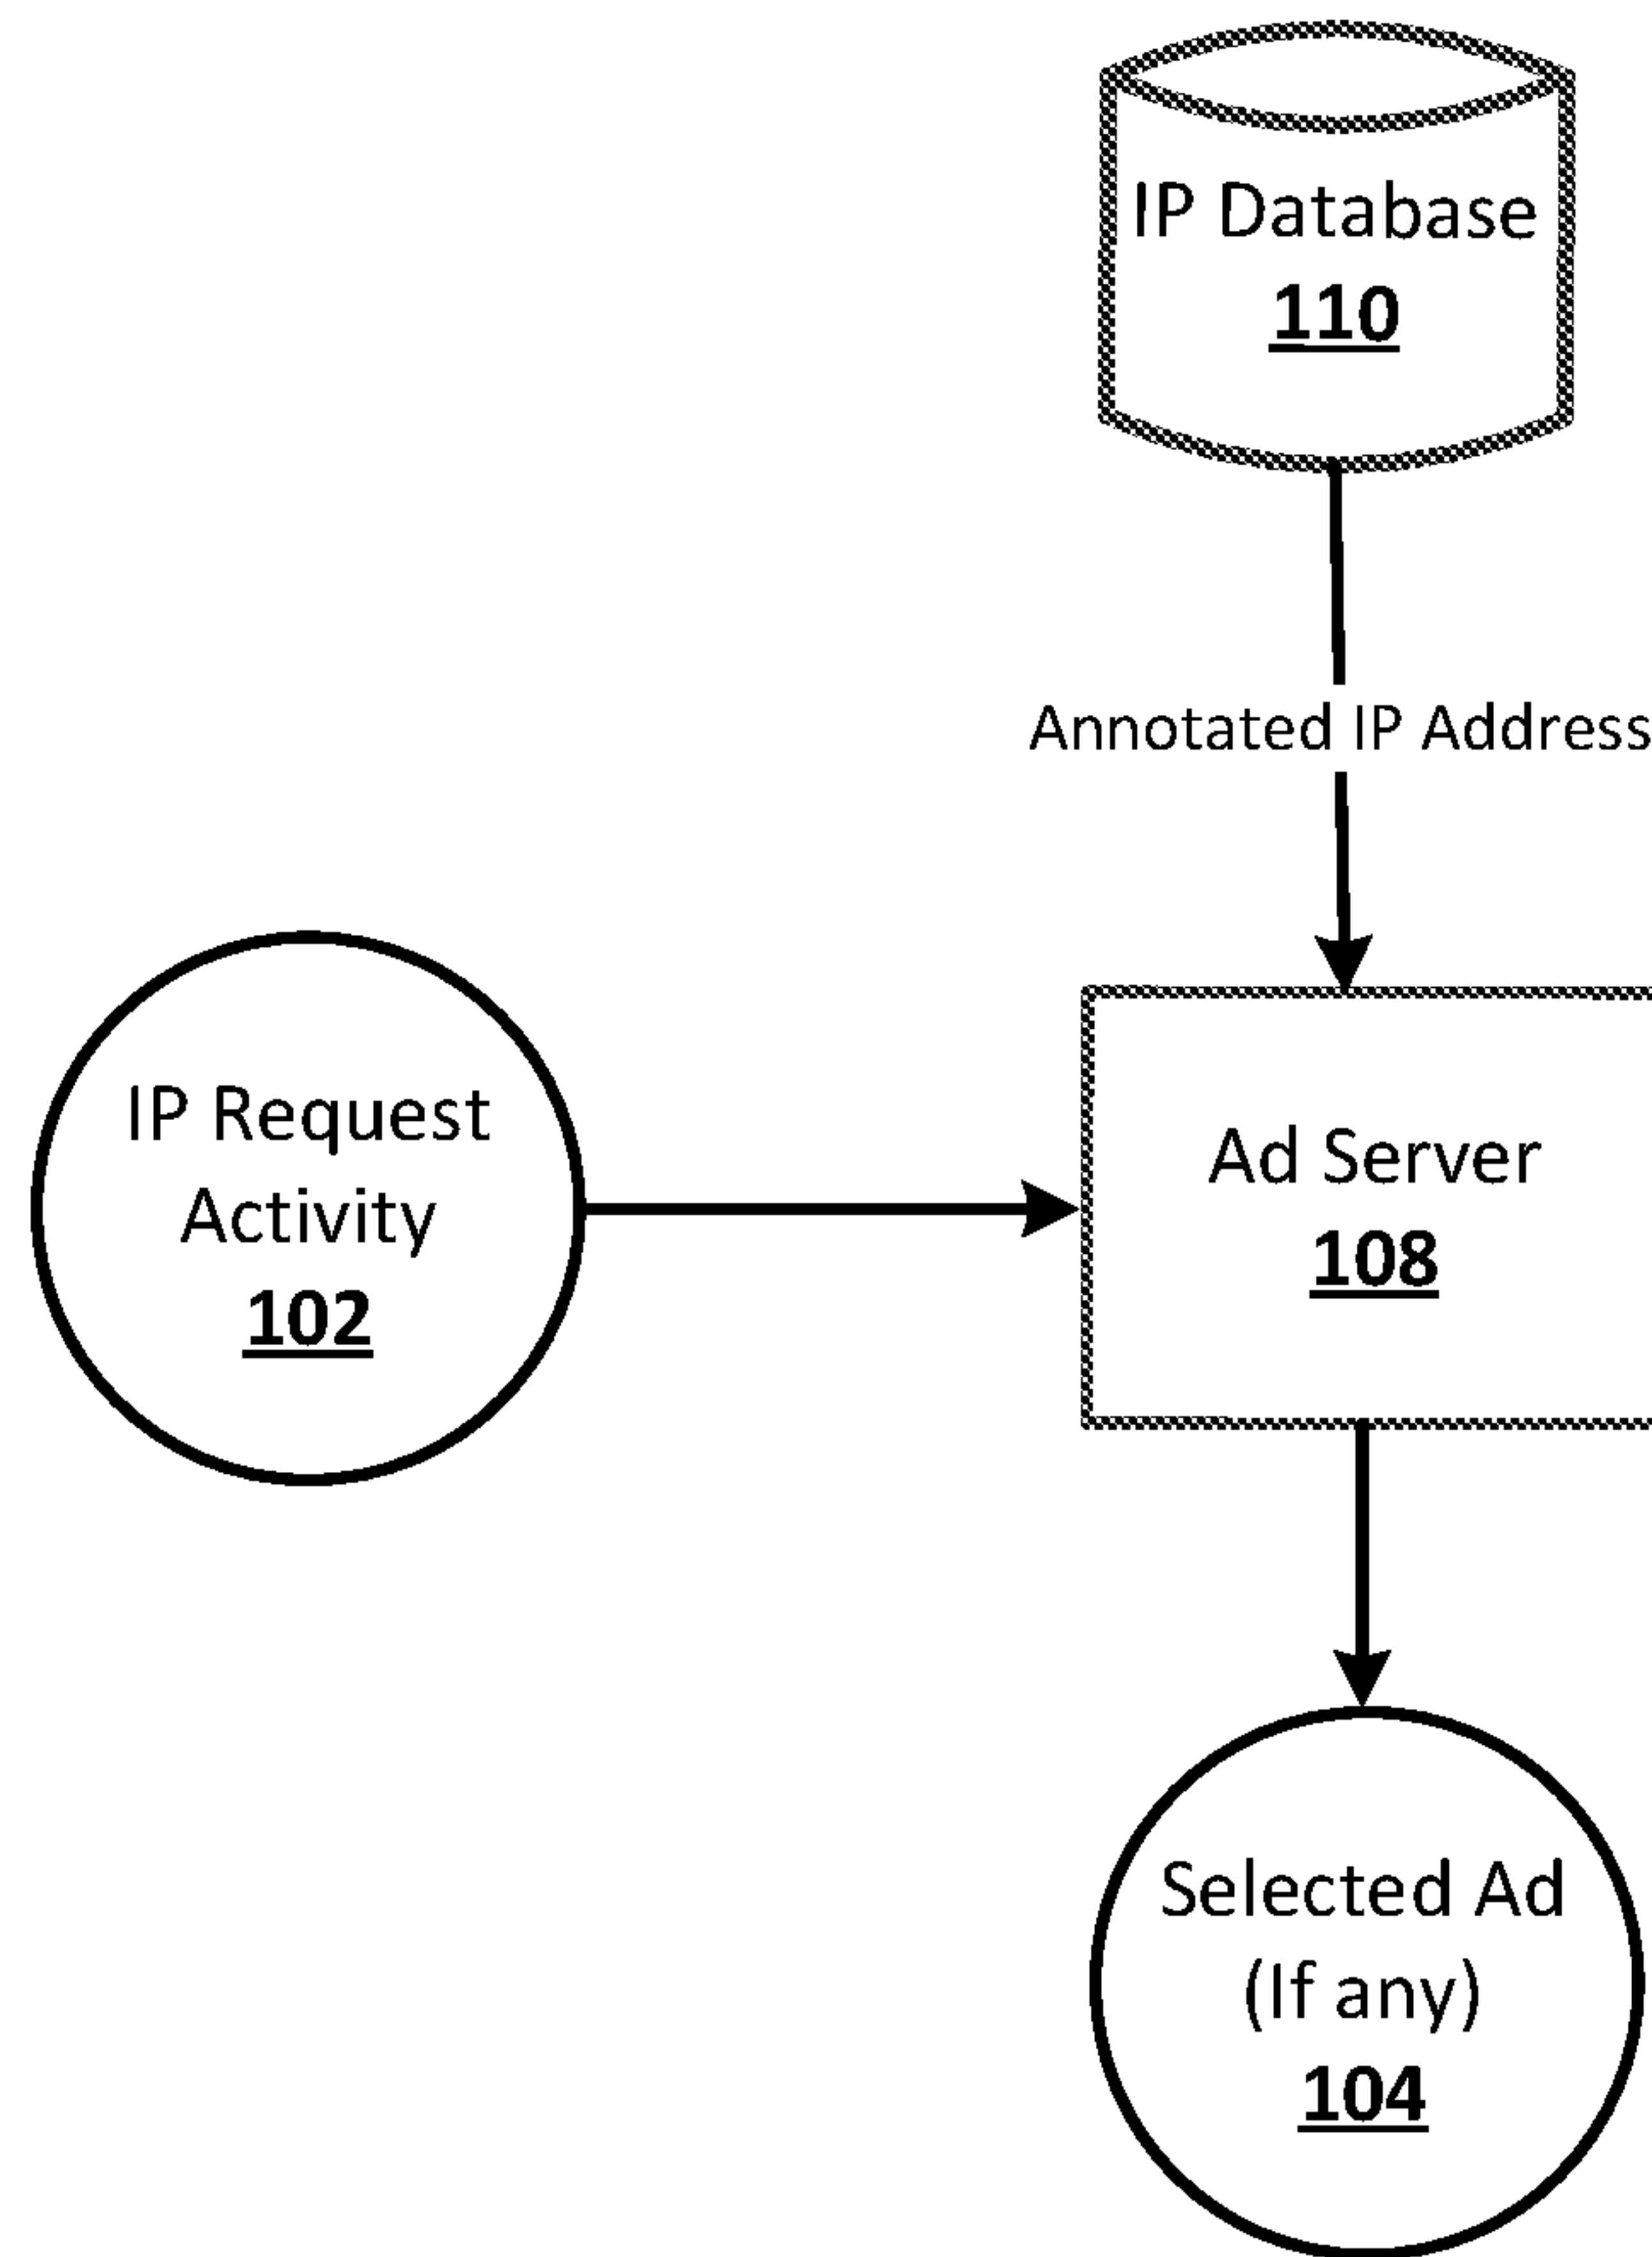 IP Database
110
Annotated IP Address
IP Request
Activity
102
Ad Server
108
Selected Ad
(If any)
104